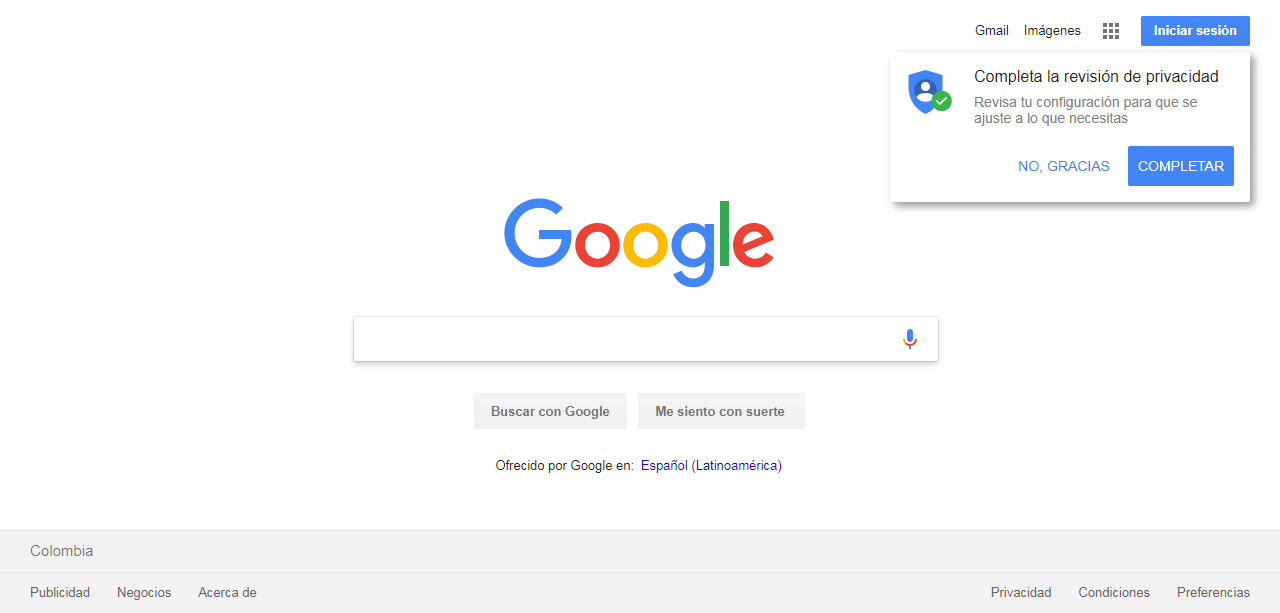 Gmail Imágenes Iniciar sesión
Completa la revisión de privacidad
Revisa tu configuración para que se
ajuste a lo que necesitas
NO, GRACIAS COMPLETAR
Google
Buscar con Google Me siento con suerte
Ofrecido por Google en: Español (Latinoamérica)
Colombia
Publicidad Negocios Acerca de Privacidad Condiciones Preferencias